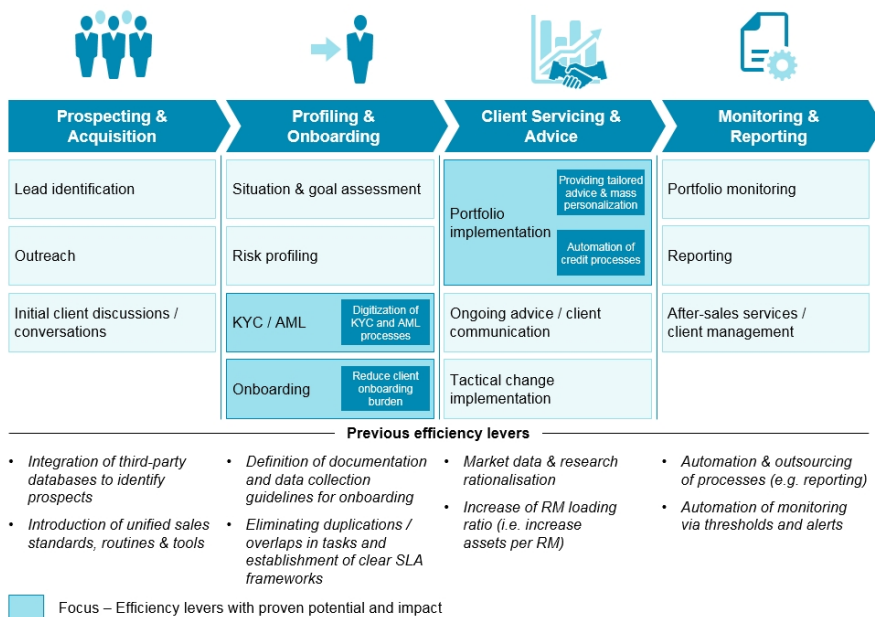 Prospecting &
Acquisition
Profiling &
Onboarding
Client Servicing &
Advice
Monitoring &
Reporting
Lead identification
Outreach
Initial client discussions /
conversations
Situation & goal assessment
Risk profiling
KYC / AML
Digitization of
KYC and AML
processes
Onboarding
Reduce client
onboarding
burden
Portfolio
implementation
Providing tailored
advice & mass
personalization
Automation of
credit processes
Ongoing advice / client
communication
Tactical change
implementation
Portfolio monitoring
Reporting
After-sales services /
client management
Previous efficiency levers
• Integration of third-party
databases to identify
prospects
• Introduction of unified sales
standards, routines & tools
• Definition of documentation
and data collection
guidelines for onboarding
• Eliminating duplications /
overlaps in tasks and
establishment of clear SLA
frameworks
• Market data & research
rationalisation
• Increase of RM loading
ratio (i.e. increase
assets per RM)
• Automation & outsourcing
of processes (e.g. reporting)
• Automation of monitoring
via thresholds and alerts
Focus – Efficiency levers with proven potential and impact